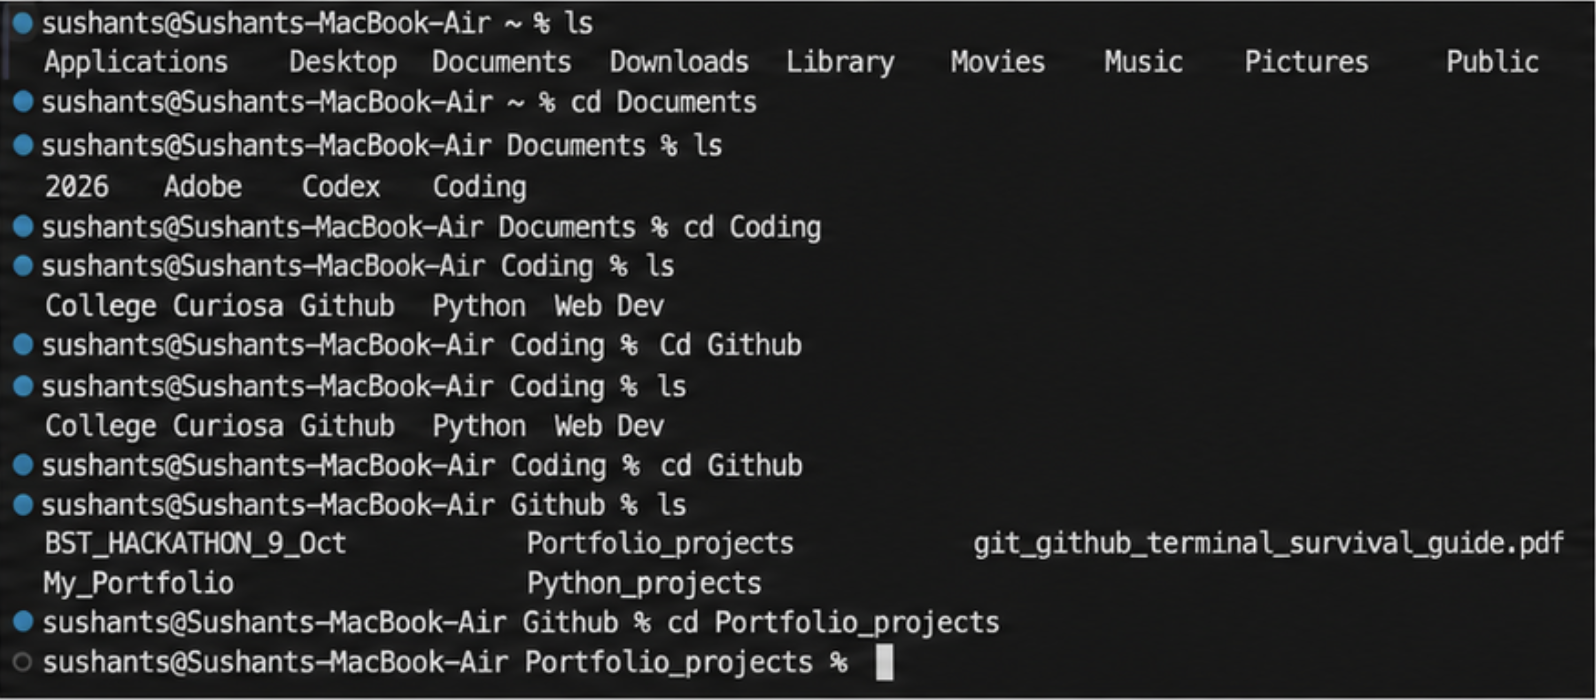 sushants@Sushants-MacBook-Air ~ % ls
Applications Desktop Documents Downloads Library Movies Music Pictures Public
sushants@Sushants-MacBook-Air ~ % cd Documents
sushants@Sushants-MacBook-Air Documents % ls
2026 Adobe Codex Coding
sushants@Sushants-MacBook-Air Documents % cd Coding
sushants@Sushants-MacBook-Air Coding % ls
College Curiosa Github Python Web Dev
sushants@Sushants-MacBook-Air Coding % Cd Github
sushants@Sushants-MacBook-Air Coding % ls
College Curiosa Github Python Web Dev
sushants@Sushants-MacBook-Air Coding % cd Github
sushants@Sushants-MacBook-Air Github % ls
BST_HACKATHON_9_Oct Portfolio_projects git_github_terminal_survival_guide.pdf
My_Portfolio Python_projects
sushants@Sushants-MacBook-Air Github % cd Portfolio_projects
sushants@Sushants-MacBook-Air Portfolio_projects %